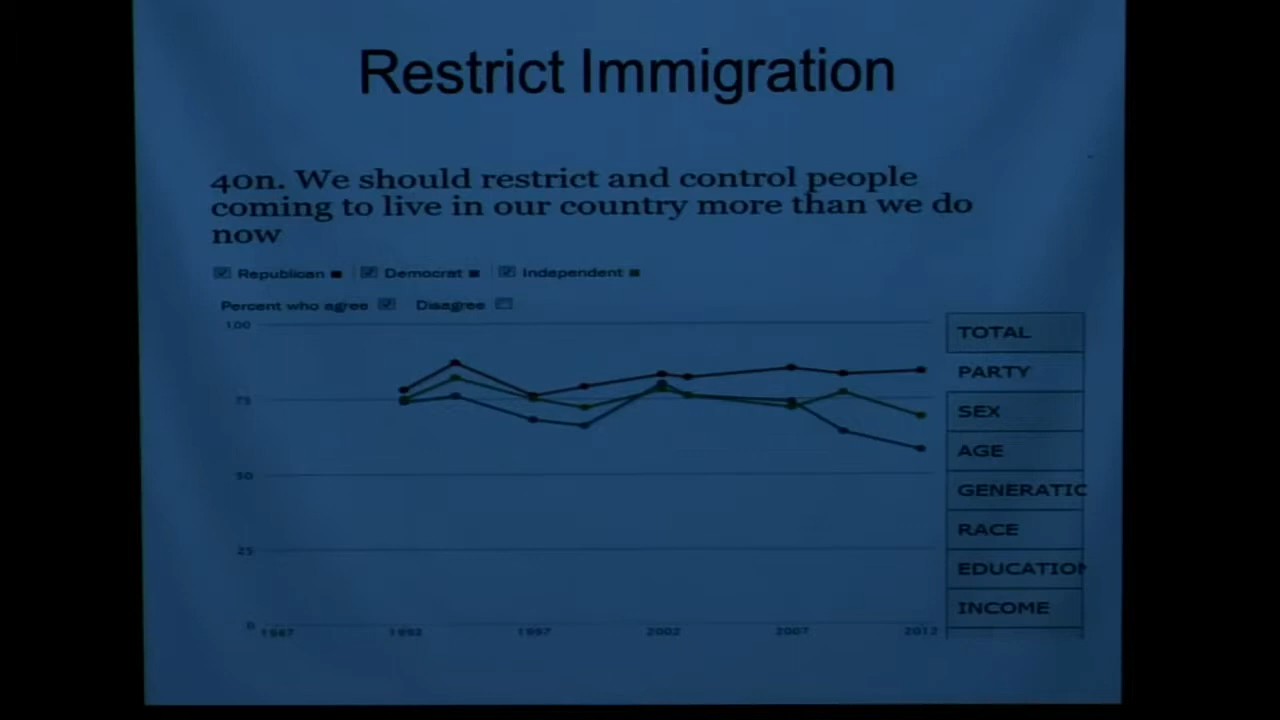 Restrict Immigration
40n. We should restrict and control people
coming to live in our country more than we do
now
Republican Democrat Independent
Percent who agree Disagree
100
75
50
25
0
1987 1992 1997 2002 2007 2012
TOTAL
PARTY
SEX
AGE
GENERATIO
RACE
EDUCATION
INCOME